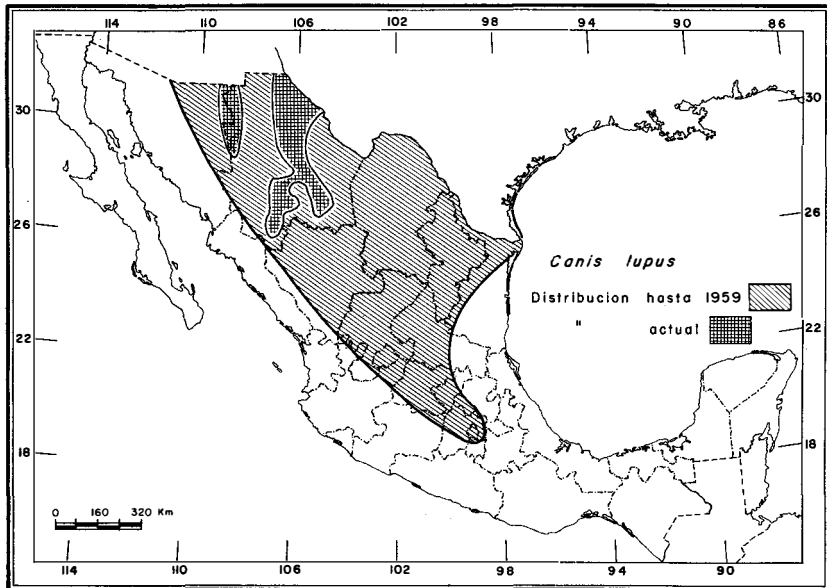 114 110 106 102 98 94 90 86
30 30
26 26
Canis lupus
Distribucion hasta 1959
" actual
22 22
18 18
0 160 320 Km
114 110 106 102 98 94 90